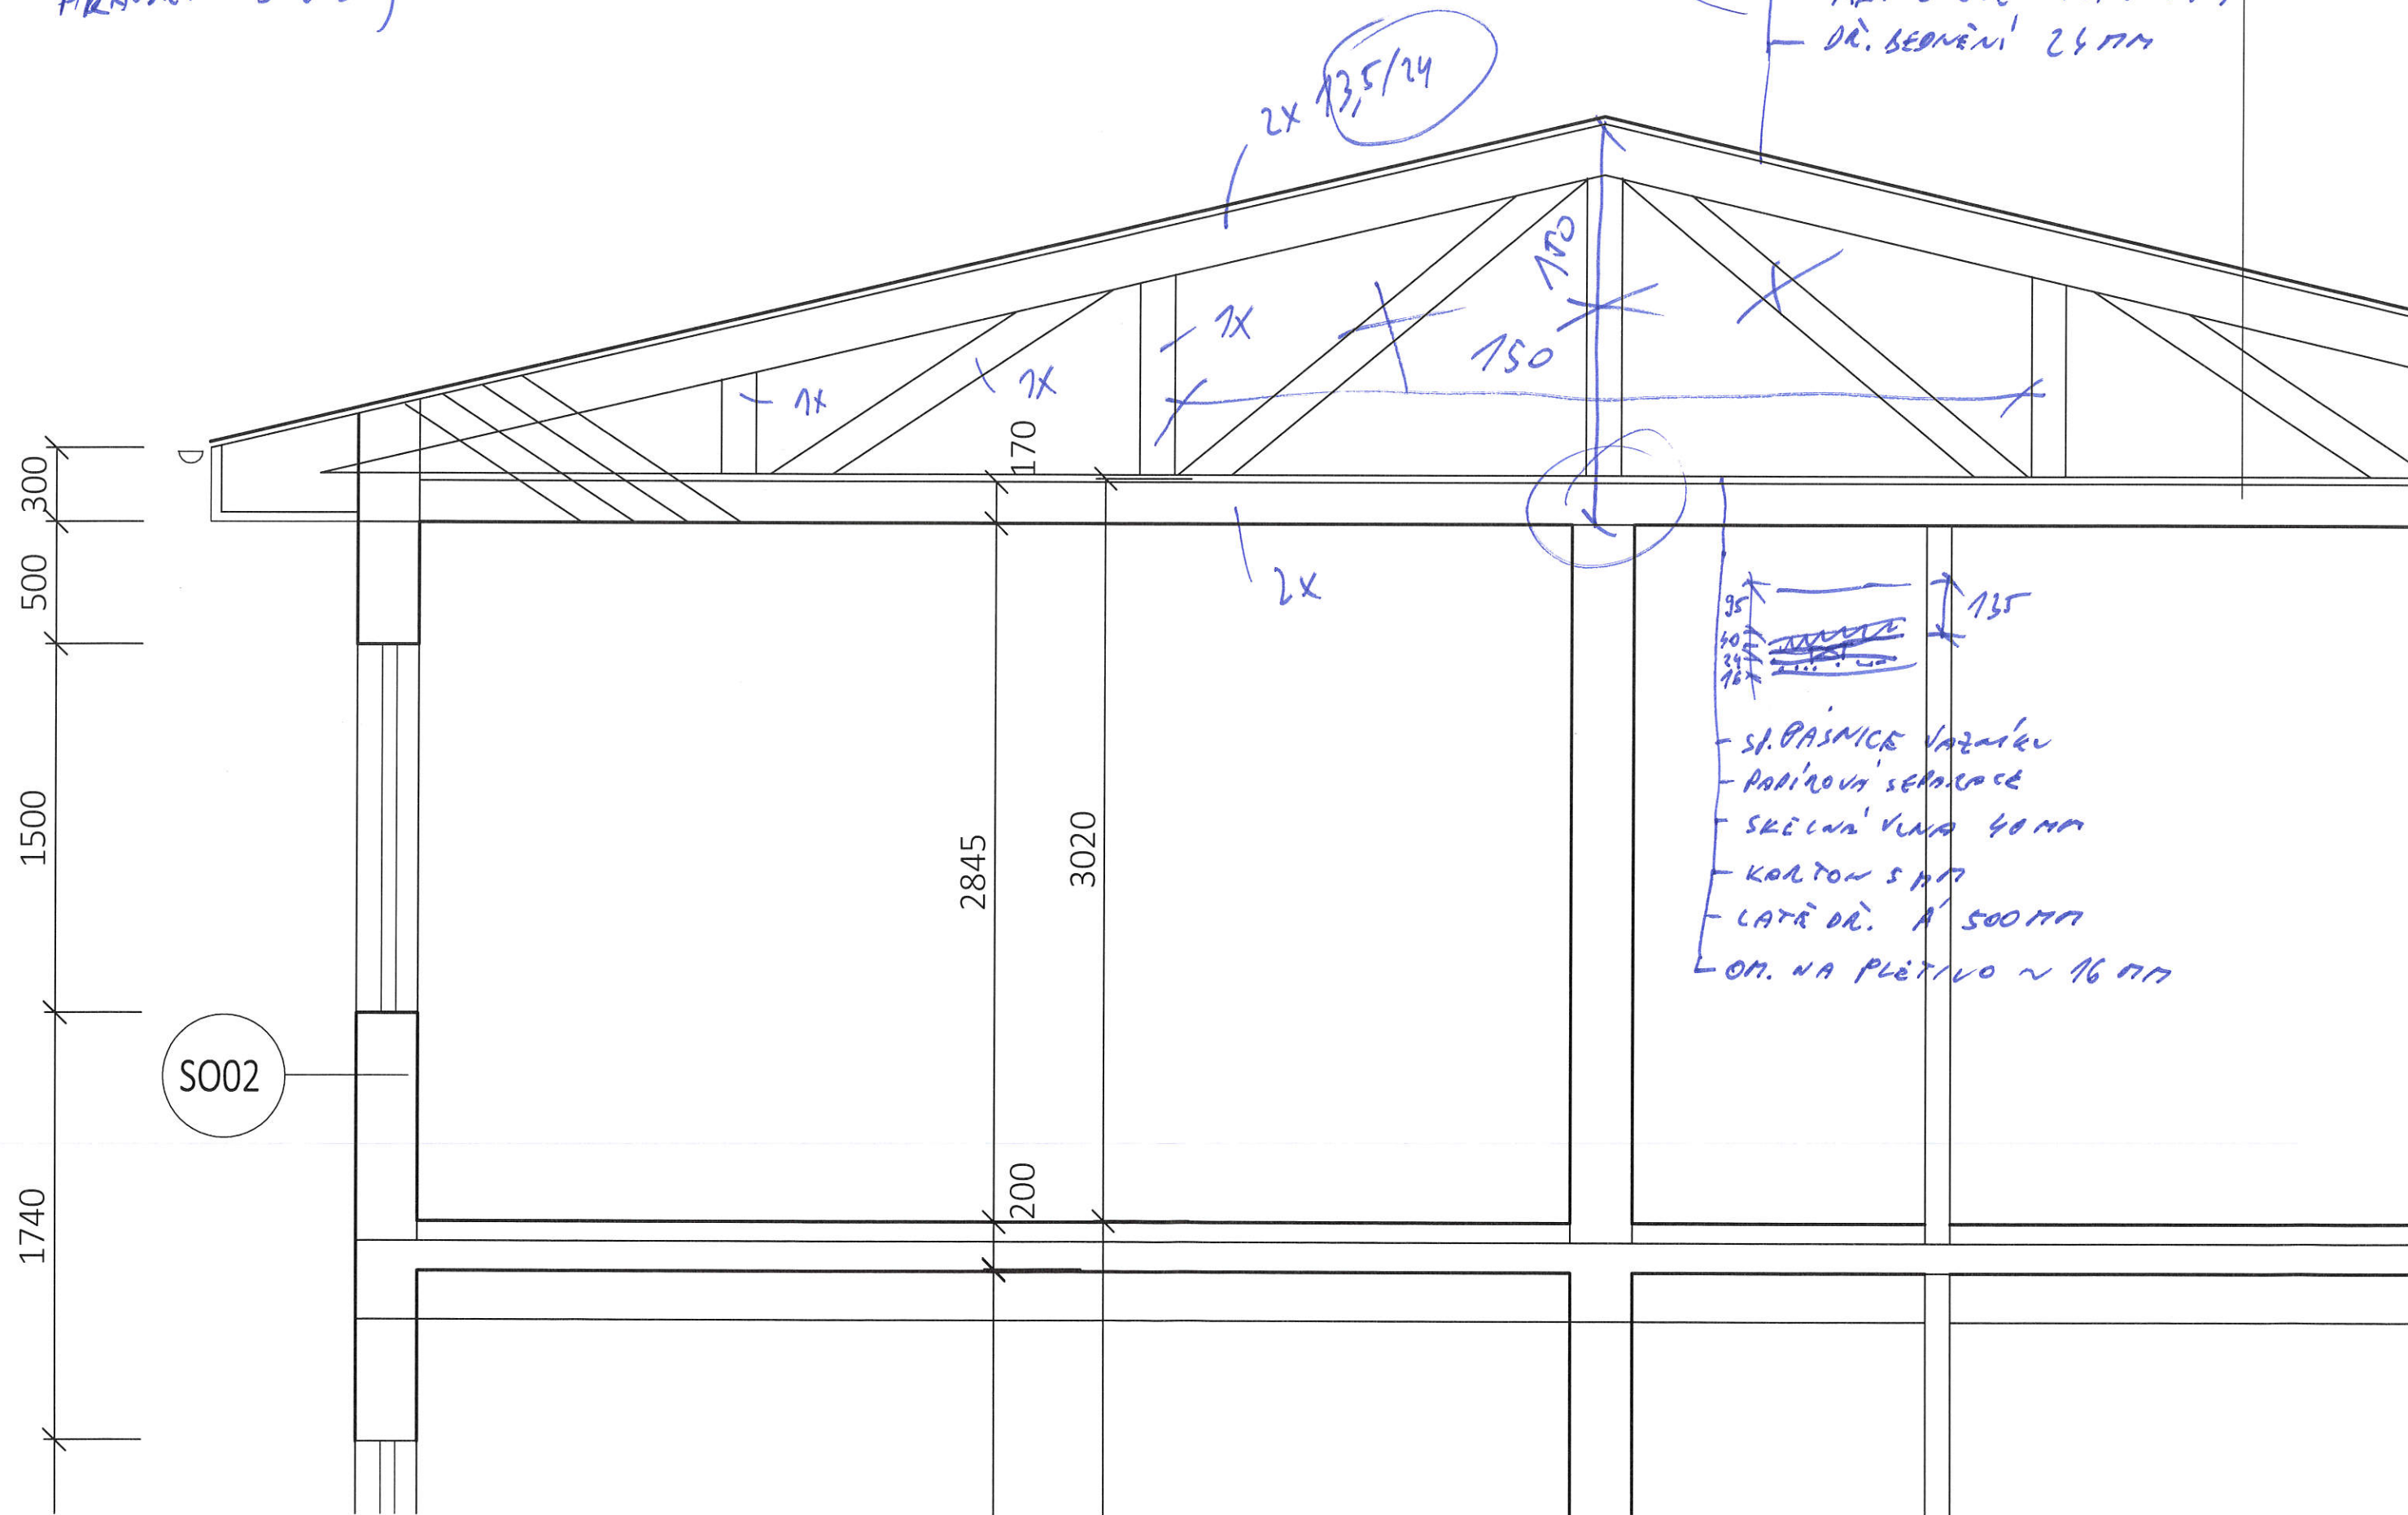 DŘ. BEDNĚNÍ 24 MM
2X 13,5/24
150
1X
150
1X
1X
170
300
2X
500
95
135
40
24
16
SP. PÁSNICE VAZNÍKU
PAPÍROVÁ SEPARACE
SKELNÁ VLNA 40 MM
1500
2845
3020
KARTON 5 MM
LATĚ DŘ. Á 500 MM
OM. NA PLETIVO ~ 16 MM
SO02
200
1740